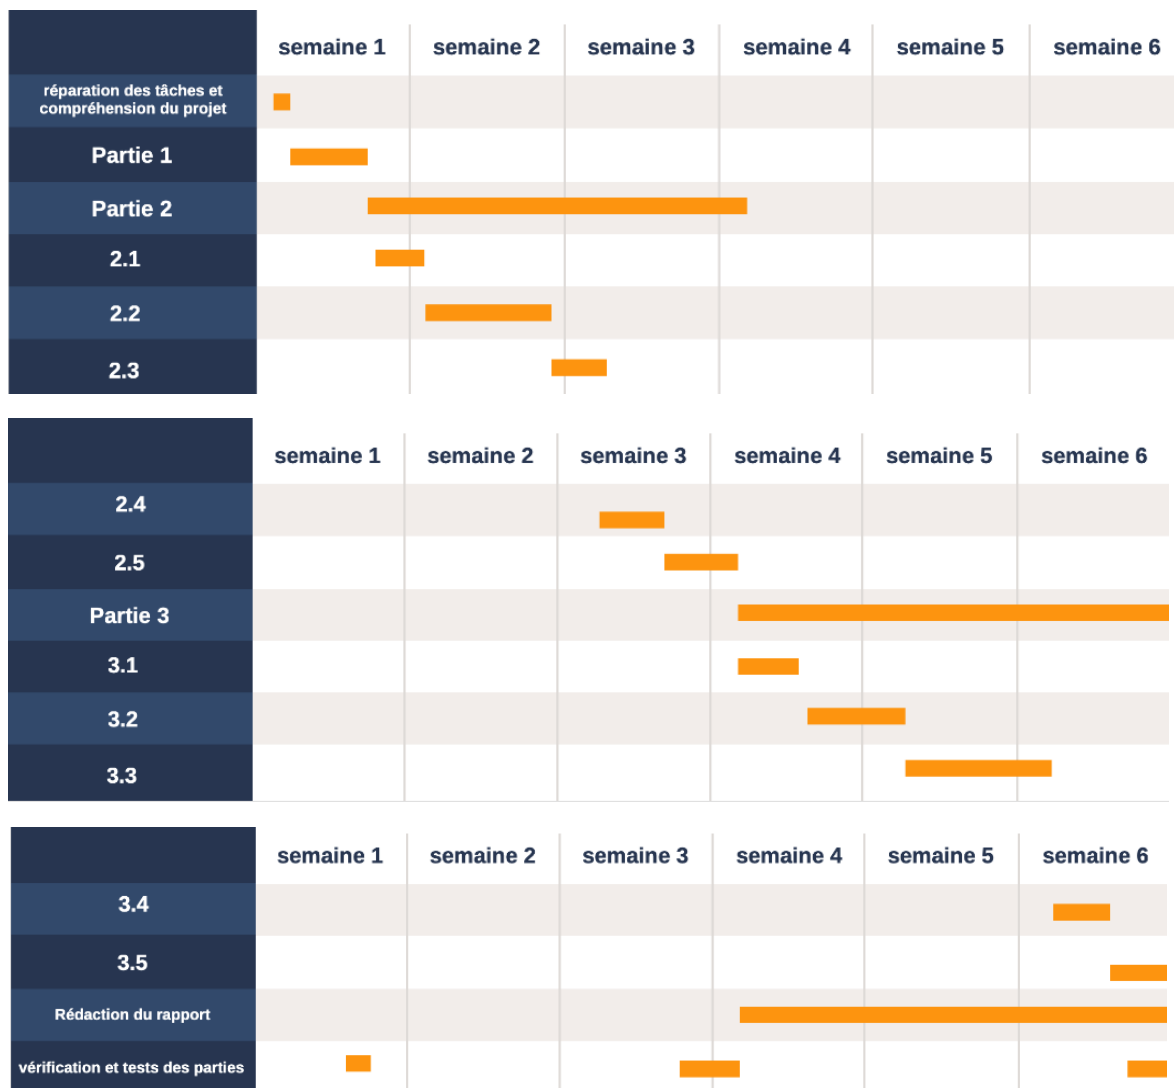 semaine 1 semaine 2 semaine 3 semaine 4 semaine 5 semaine 6
réparation des tâches et
compréhension du projet
Partie 1
Partie 2
2.1
2.2
2.3
semaine 1 semaine 2 semaine 3 semaine 4 semaine 5 semaine 6
2.4
2.5
Partie 3
3.1
3.2
3.3
semaine 1 semaine 2 semaine 3 semaine 4 semaine 5 semaine 6
3.4
3.5
Rédaction du rapport
vérification et tests des parties